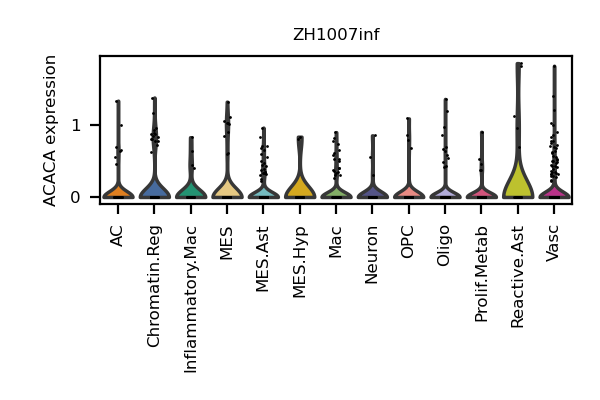 ZH1007inf
ACACA expression
1
0
AC
Chromatin.Reg
Inflammatory.Mac
MES
MES.Ast
MES.Hyp
Mac
Neuron
OPC
Oligo
Prolif.Metab
Reactive.Ast
Vasc